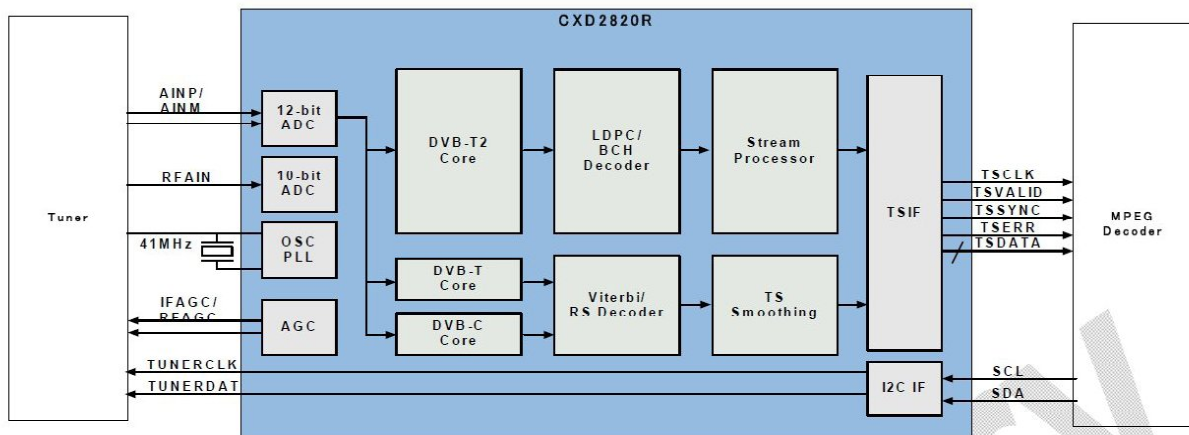 CXD2820R
Tuner
AINP/
AINM
RFAIN
41MHz
IFAGC/
RFAGC
TUNERCLK
TUNERDAT
12-bit
ADC
10-bit
ADC
OSC
PLL
AGC
DVB-T2
Core
DVB-T
Core
DVB-C
Core
LDPC/
BCH
Decoder
Viterbi/
RS Decoder
Stream
Processor
TS
Smoothing
TSIF
I2C IF
TSCLK
TSVALID
TSSYNC
TSERR
TSDATA
SCL
SDA
MPEG
Decoder